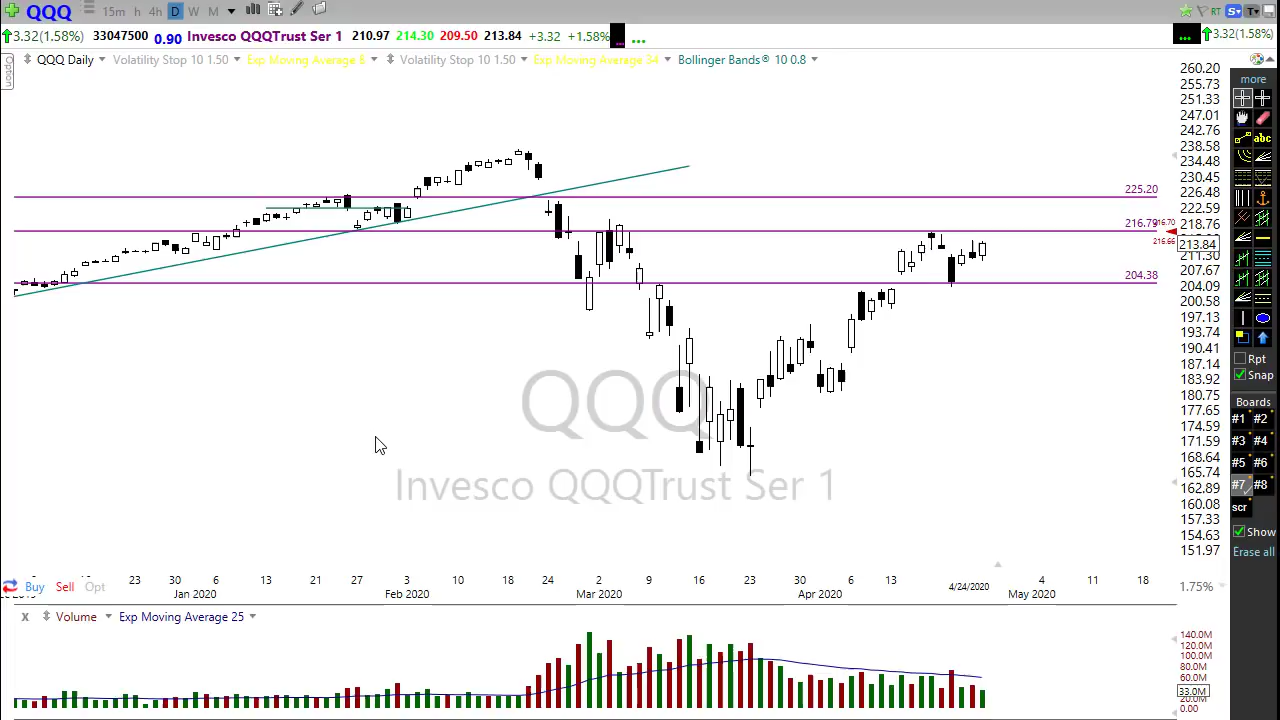 QQQ 15m h 4h D W M RT S T
3.32(1.58%) 33047500 0.90 Invesco QQQTrust Ser 1 210.97 214.30 209.50 213.84 +3.32 +1.58% ... ... 3.32(1.58%)
Option
QQQ Daily Volatility Stop 10 1.50 Exp Moving Average 8 Volatility Stop 10 1.50 Exp Moving Average 34 Bollinger Bands® 10 0.8
260.20
255.73
251.33
247.01
242.76
238.58
234.48
230.45
226.48
222.59
218.76
213.84
211.30
207.67
204.09
200.58
197.13
193.74
190.41
187.14
183.92
180.75
177.65
174.59
171.59
168.64
165.74
162.89
160.08
157.33
154.63
151.97
225.20
216.79
216.70
216.66
204.38
QQQ
Invesco QQQTrust Ser 1
more
abc
Rpt
Snap
Boards
#1 #2
#3 #4
#5 #6
#7 #8
scr
Show
Erase all
23 30 6 13 21 27 3 10 18 24 2 9 16 23 30 6 13 4/24/2020 4 11 18
Buy Sell Opt 1.75%
Jan 2020 Feb 2020 Mar 2020 Apr 2020 May 2020
x Volume Exp Moving Average 25
140.0M
120.0M
100.0M
80.0M
60.0M
33.0M
20.0M
0.00